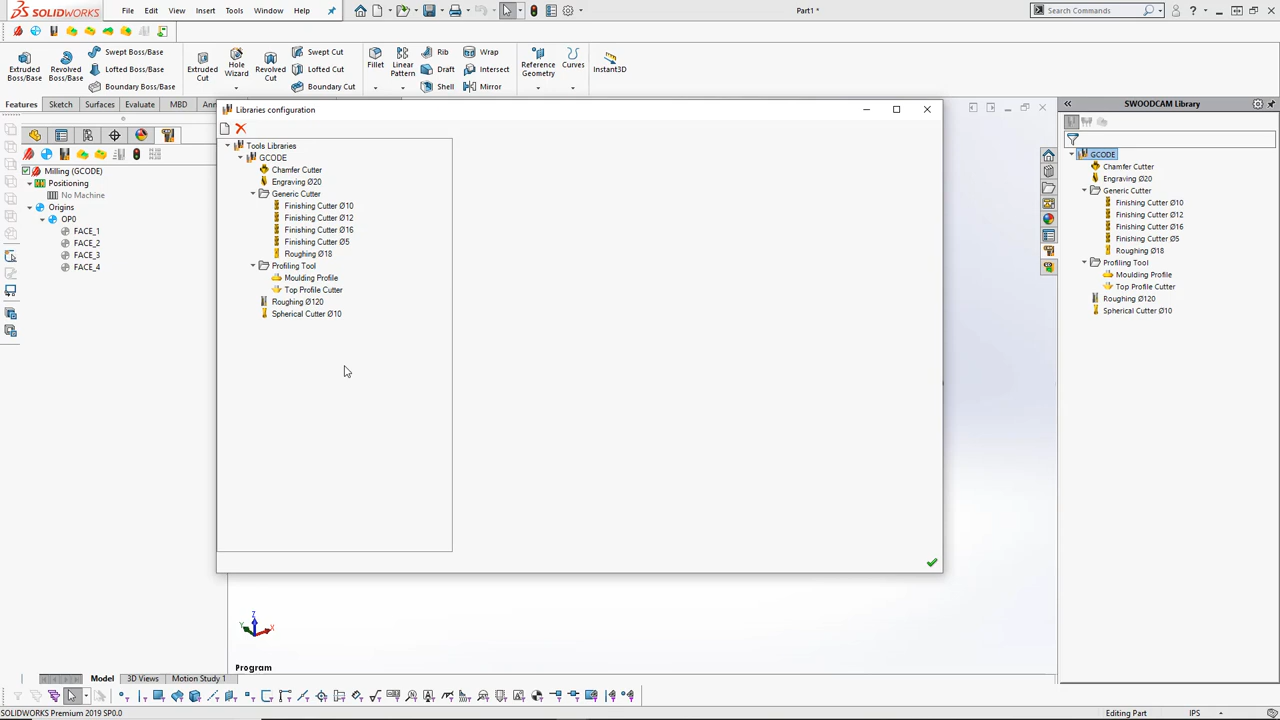 SOLIDWORKS
File Edit View Insert Tools Window Help
Part1 *
Search Commands
Extruded Boss/Base
Revolved Boss/Base
Swept Boss/Base
Lofted Boss/Base
Boundary Boss/Base
Extruded Cut
Hole Wizard
Revolved Cut
Swept Cut
Lofted Cut
Boundary Cut
Fillet
Linear Pattern
Rib
Draft
Shell
Wrap
Intersect
Mirror
Reference Geometry
Curves
Instant3D
Features Sketch Surfaces Evaluate MBD
Milling (GCODE)
Positioning
No Machine
Origins
OP0
FACE_1
FACE_2
FACE_3
FACE_4
Libraries configuration
Tools Libraries
GCODE
Chamfer Cutter
Engraving Ø20
Generic Cutter
Finishing Cutter Ø10
Finishing Cutter Ø12
Finishing Cutter Ø16
Finishing Cutter Ø5
Roughing Ø18
Profiling Tool
Moulding Profile
Top Profile Cutter
Roughing Ø120
Spherical Cutter Ø10
SWOODCAM Library
GCODE
Chamfer Cutter
Engraving Ø20
Generic Cutter
Finishing Cutter Ø10
Finishing Cutter Ø12
Finishing Cutter Ø16
Finishing Cutter Ø5
Roughing Ø18
Profiling Tool
Moulding Profile
Top Profile Cutter
Roughing Ø120
Spherical Cutter Ø10
Z
Y
X
Program
Model 3D Views Motion Study 1
SOLIDWORKS Premium 2019 SP0.0
Editing Part
IPS